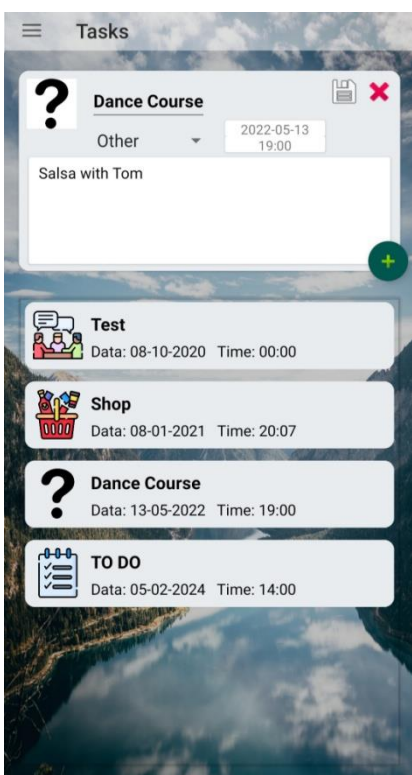 Tasks
Dance Course
Other
2022-05-13
19:00
Salsa with Tom
+
Test
Data: 08-10-2020 Time: 00:00
Shop
Data: 08-01-2021 Time: 20:07
?
Dance Course
Data: 13-05-2022 Time: 19:00
TO DO
Data: 05-02-2024 Time: 14:00